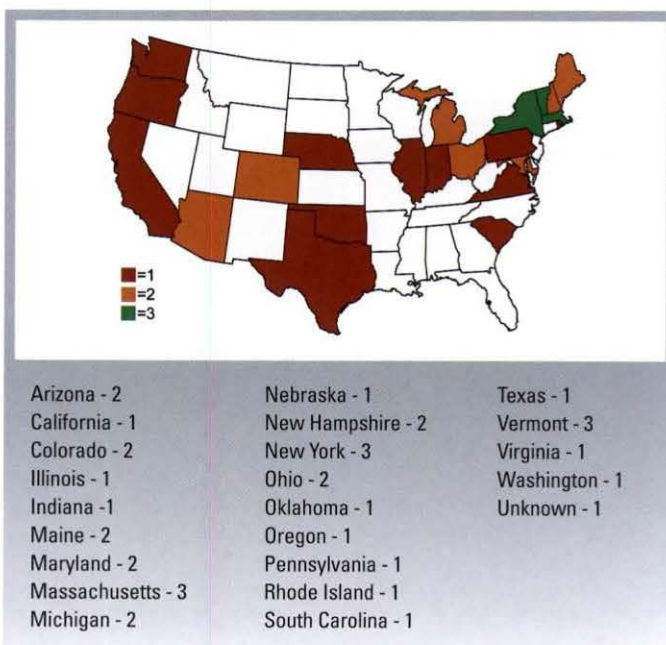 =1
=2
=3
Arizona - 2
California - 1
Colorado - 2
Illinois - 1
Indiana -1
Maine - 2
Maryland - 2
Massachusetts - 3
Michigan - 2
Nebraska - 1
New Hampshire - 2
New York - 3
Ohio - 2
Oklahoma - 1
Oregon - 1
Pennsylvania - 1
Rhode Island - 1
South Carolina - 1
Texas - 1
Vermont - 3
Virginia - 1
Washington - 1
Unknown - 1